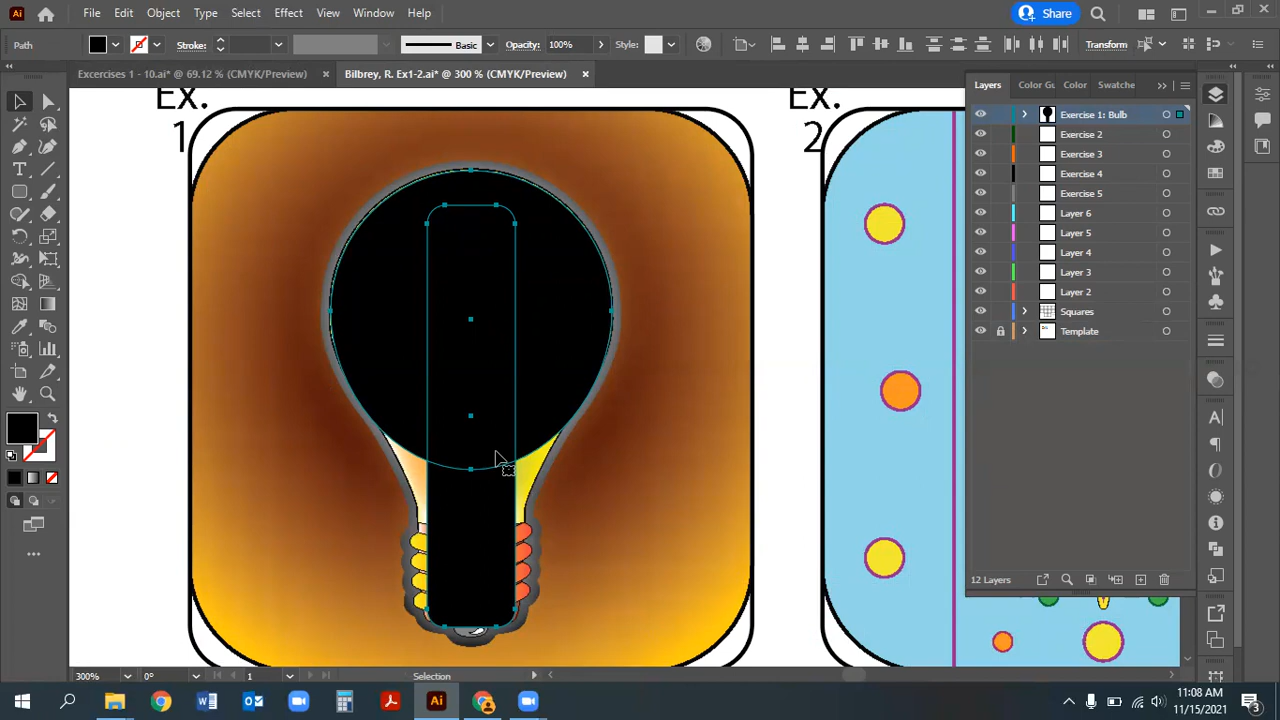 Ai File Edit Object Type Select Effect View Window Help Share
Path Stroke: Basic Opacity: 100% Style: Transform
Excercises 1 - 10.ai* @ 69.12 % (CMYK/Preview) × Bilbrey, R. Ex1-2.ai* @ 300 % (CMYK/Preview) ×
Layers Color Gu Color Swatche
Ex.
1
Ex.
2
Exercise 1: Bulb
Exercise 2
Exercise 3
Exercise 4
Exercise 5
Layer 6
Layer 5
Layer 4
Layer 3
Layer 2
Squares
Template
12 Layers
300% 0° 1 Selection
11:08 AM
11/15/2021
3